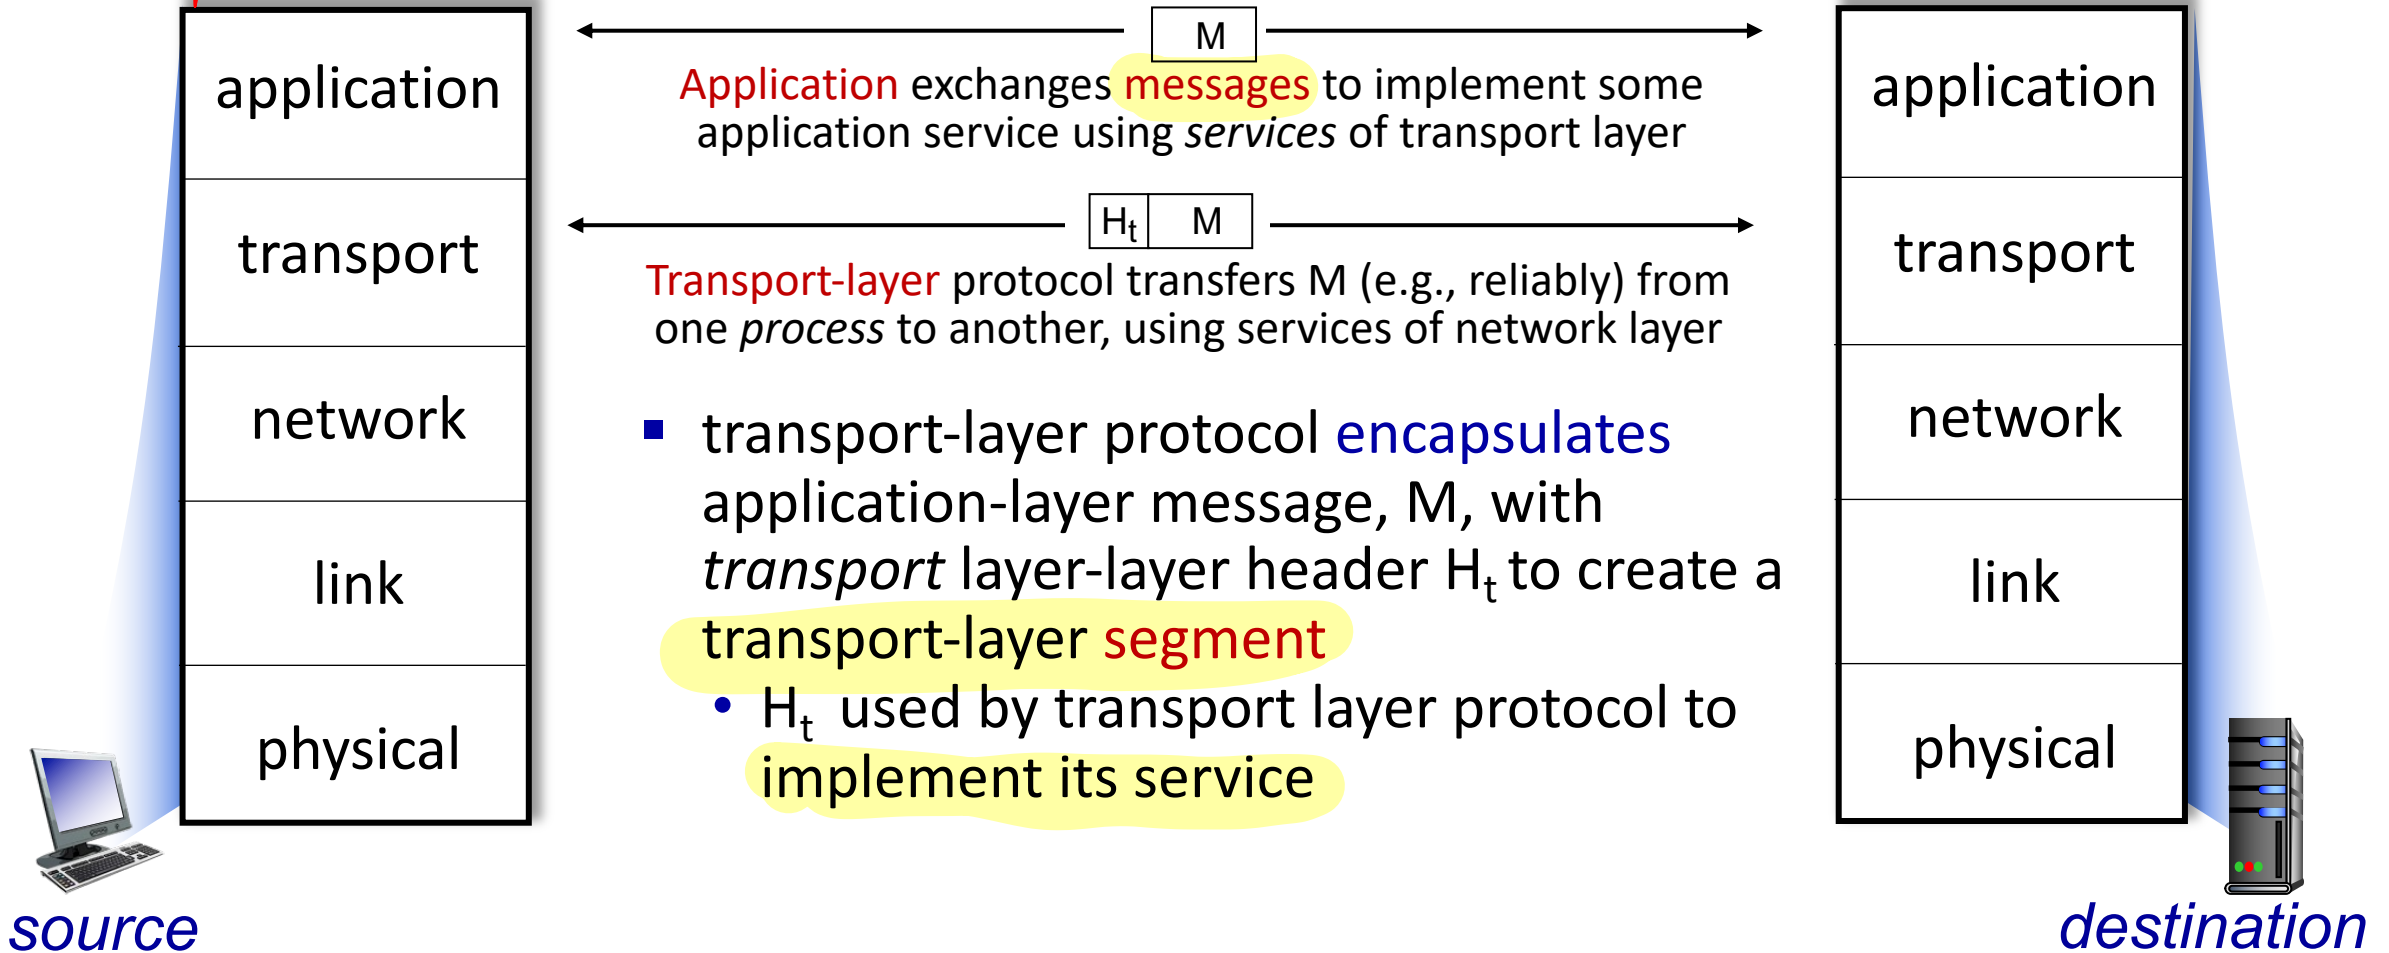 M
Application exchanges messages to implement some
application service using services of transport layer
Hₜ M
Transport-layer protocol transfers M (e.g., reliably) from
one process to another, using services of network layer
transport-layer protocol encapsulates
application-layer message, M, with
transport layer-layer header Hₜ to create a
transport-layer segment
Hₜ used by transport layer protocol to
implement its service
application
transport
network
link
physical
source
application
transport
network
link
physical
destination